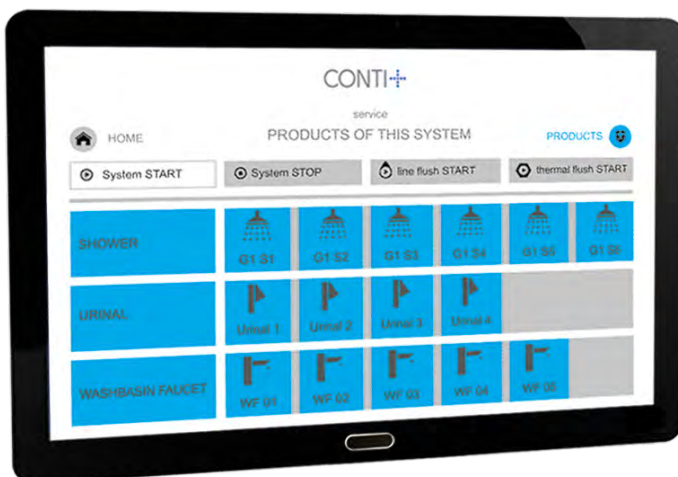 CONTI+
service
HOME
PRODUCTS OF THIS SYSTEM
PRODUCTS
System START
System STOP
line flush START
thermal flush START
SHOWER
G1 S1
G1 S2
G1 S3
G1 S4
G1 S5
G1 S6
URINAL
Urinal 1
Urinal 2
Urinal 3
Urinal 4
WASHBASIN FAUCET
WF 01
WF 02
WF 03
WF 04
WF 05